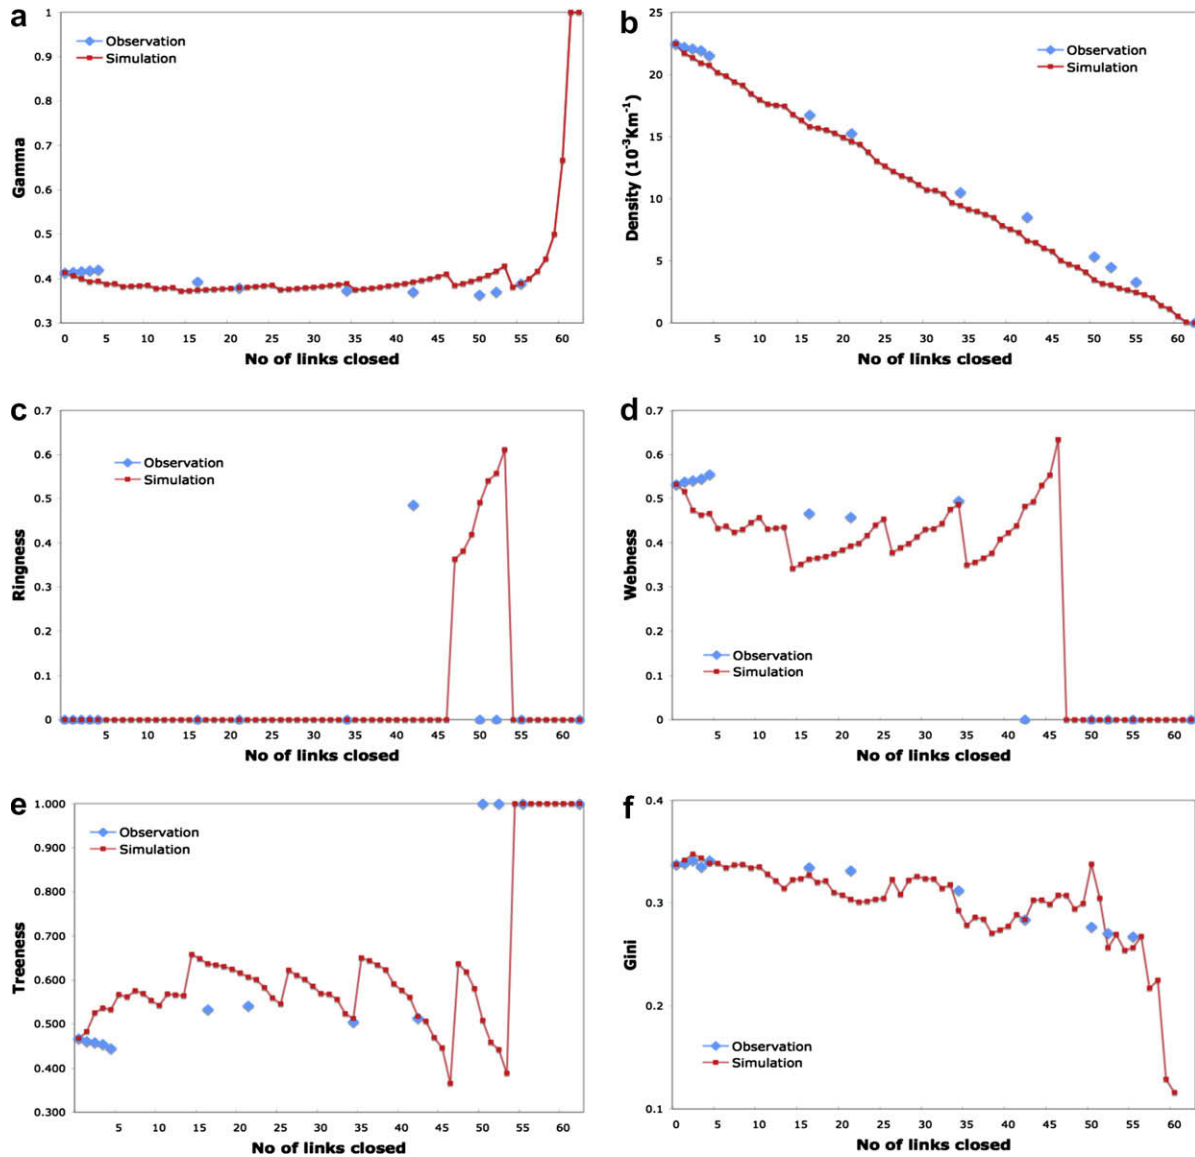 a
Observation
Simulation
1
0.9
0.8
0.7
0.6
0.5
0.4
0.3
Gamma
0 5 10 15 20 25 30 35 40 45 50 55 60
No of links closed
b
Observation
Simulation
25
20
15
10
5
0
Density (10⁻³Km⁻¹)
5 10 15 20 25 30 35 40 45 50 55 60
No of links closed
c
Observation
Simulation
0.7
0.6
0.5
0.4
0.3
0.2
0.1
0
Ringness
5 10 15 20 25 30 35 40 45 50 55 60
No of links closed
d
0.7
0.6
0.5
0.4
0.3
0.2
0.1
0
Webness
Observation
Simulation
5 10 15 20 25 30 35 40 45 50 55 60
No of links closed
e
Observation
Simulation
1.000
0.900
0.800
0.700
0.600
0.500
0.400
0.300
Treeness
5 10 15 20 25 30 35 40 45 50 55 60
No of links closed
f
0.4
0.3
0.2
0.1
Gini
Observation
Simulation
0 5 10 15 20 25 30 35 40 45 50 55 60
No of links closed